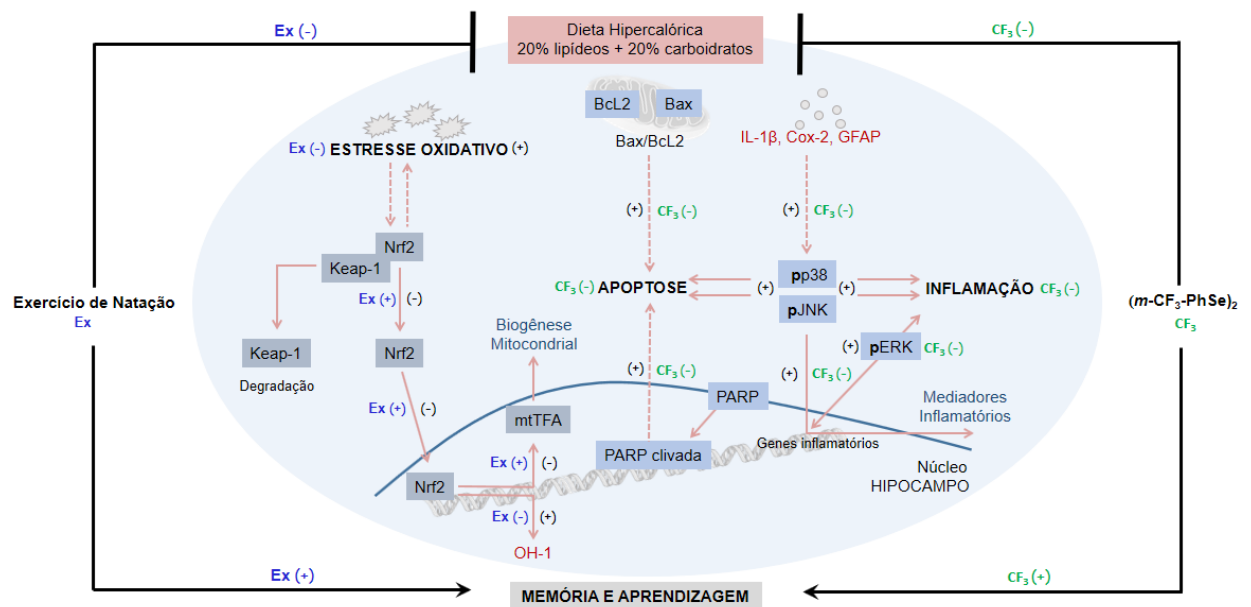 Ex (-)
Dieta Hipercalórica
20% lipídeos + 20% carboidratos
CF₃ (-)
BcL2
Bax
Bax/BcL2
IL-1β, Cox-2, GFAP
Ex (-) ESTRESSE OXIDATIVO (+)
(+)
CF₃ (-)
(+)
CF₃ (-)
Nrf2
Keap-1
Ex (+)
(-)
pp38
CF₃ (-) APOPTOSE
(+)
(+)
INFLAMAÇÃO CF₃ (-)
pJNK
Exercício de Natação
Ex
(m-CF₃-PhSe)₂
CF₃
Biogênese
Mitocondrial
Keap-1
Degradação
Nrf2
(+)
pERK
CF₃ (-)
(+)
CF₃ (-)
(+)
CF₃ (-)
Ex (+)
(-)
mtTFA
PARP
Mediadores
Inflamatórios
Genes inflamatórios
PARP clivada
Ex (+)
(-)
Núcleo
HIPOCAMPO
Nrf2
Ex (-)
(+)
OH-1
Ex (+)
MEMÓRIA E APRENDIZAGEM
CF₃ (+)